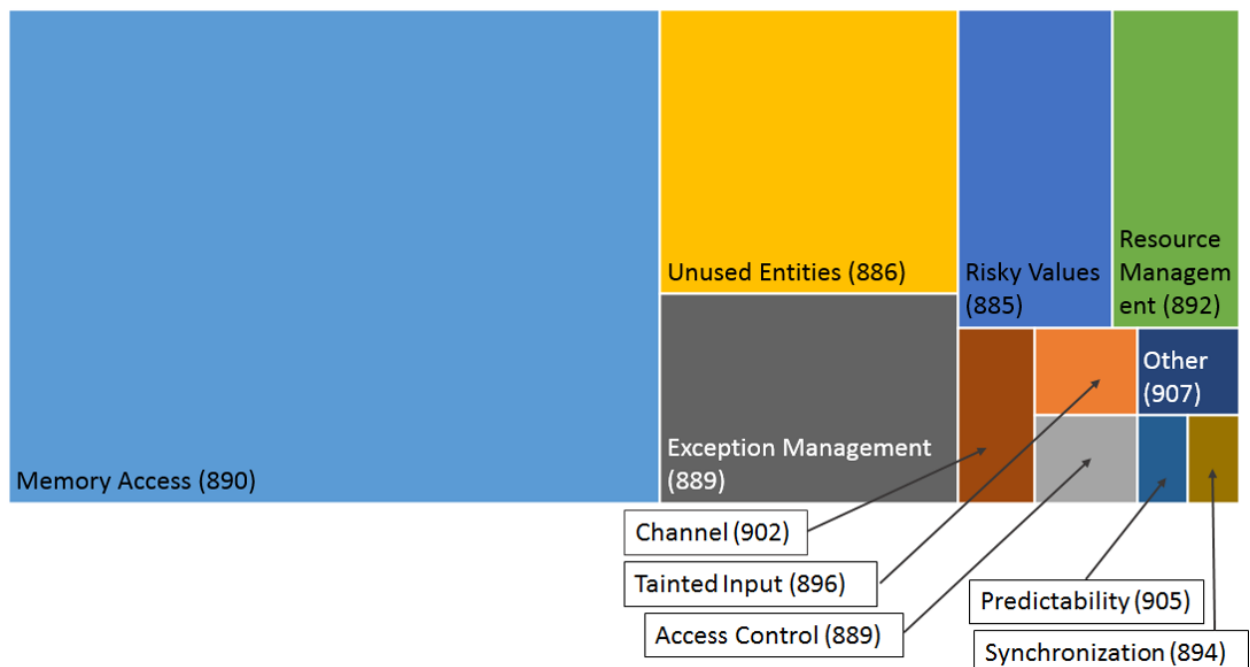 Unused Entities (886)
Risky Values
(885)
Resource
Managem
ent (892)
Other
(907)
Memory Access (890)
Exception Management
(889)
Channel (902)
Tainted Input (896)
Access Control (889)
Predictability (905)
Synchronization (894)